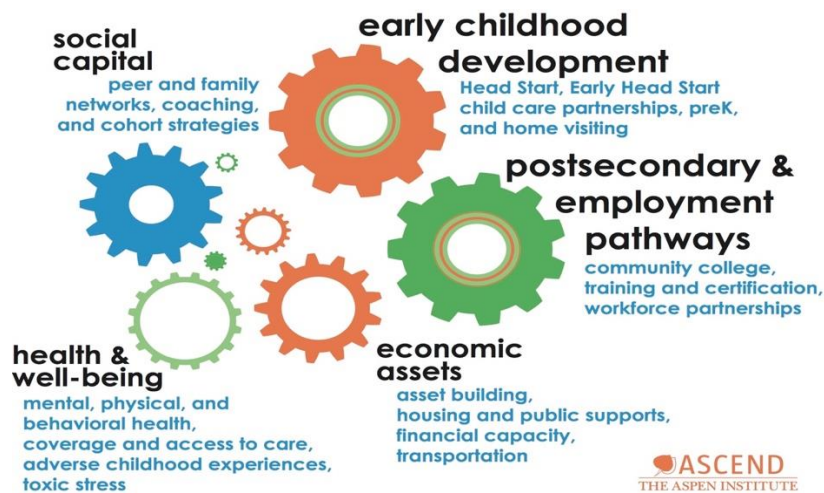 social
capital
peer and family
networks, coaching,
and cohort strategies
early childhood
development
Head Start, Early Head Start
child care partnerships, preK,
and home visiting
postsecondary &
employment
pathways
community college,
training and certification,
workforce partnerships
health &
well-being
mental, physical, and
behavioral health,
coverage and access to care,
adverse childhood experiences,
toxic stress
economic
assets
asset building,
housing and public supports,
financial capacity,
transportation
ASCEND
THE ASPEN INSTITUTE